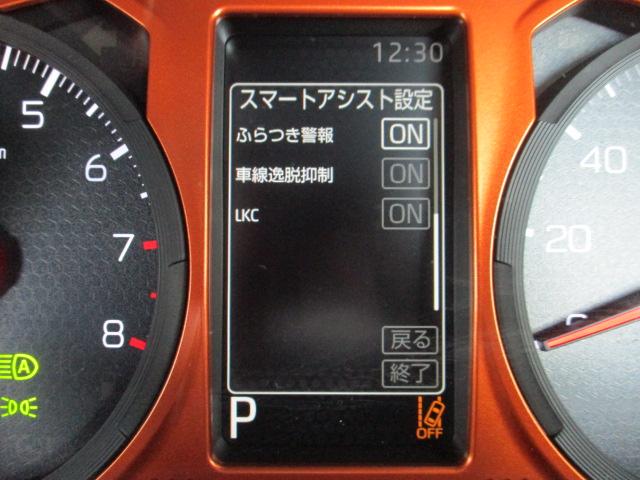 12:30
スマートアシスト設定
ふらつき警報 ON
車線逸脱抑制 ON
LKC ON
戻る
終了
P
OFF
5
6
7
8
A
40
20